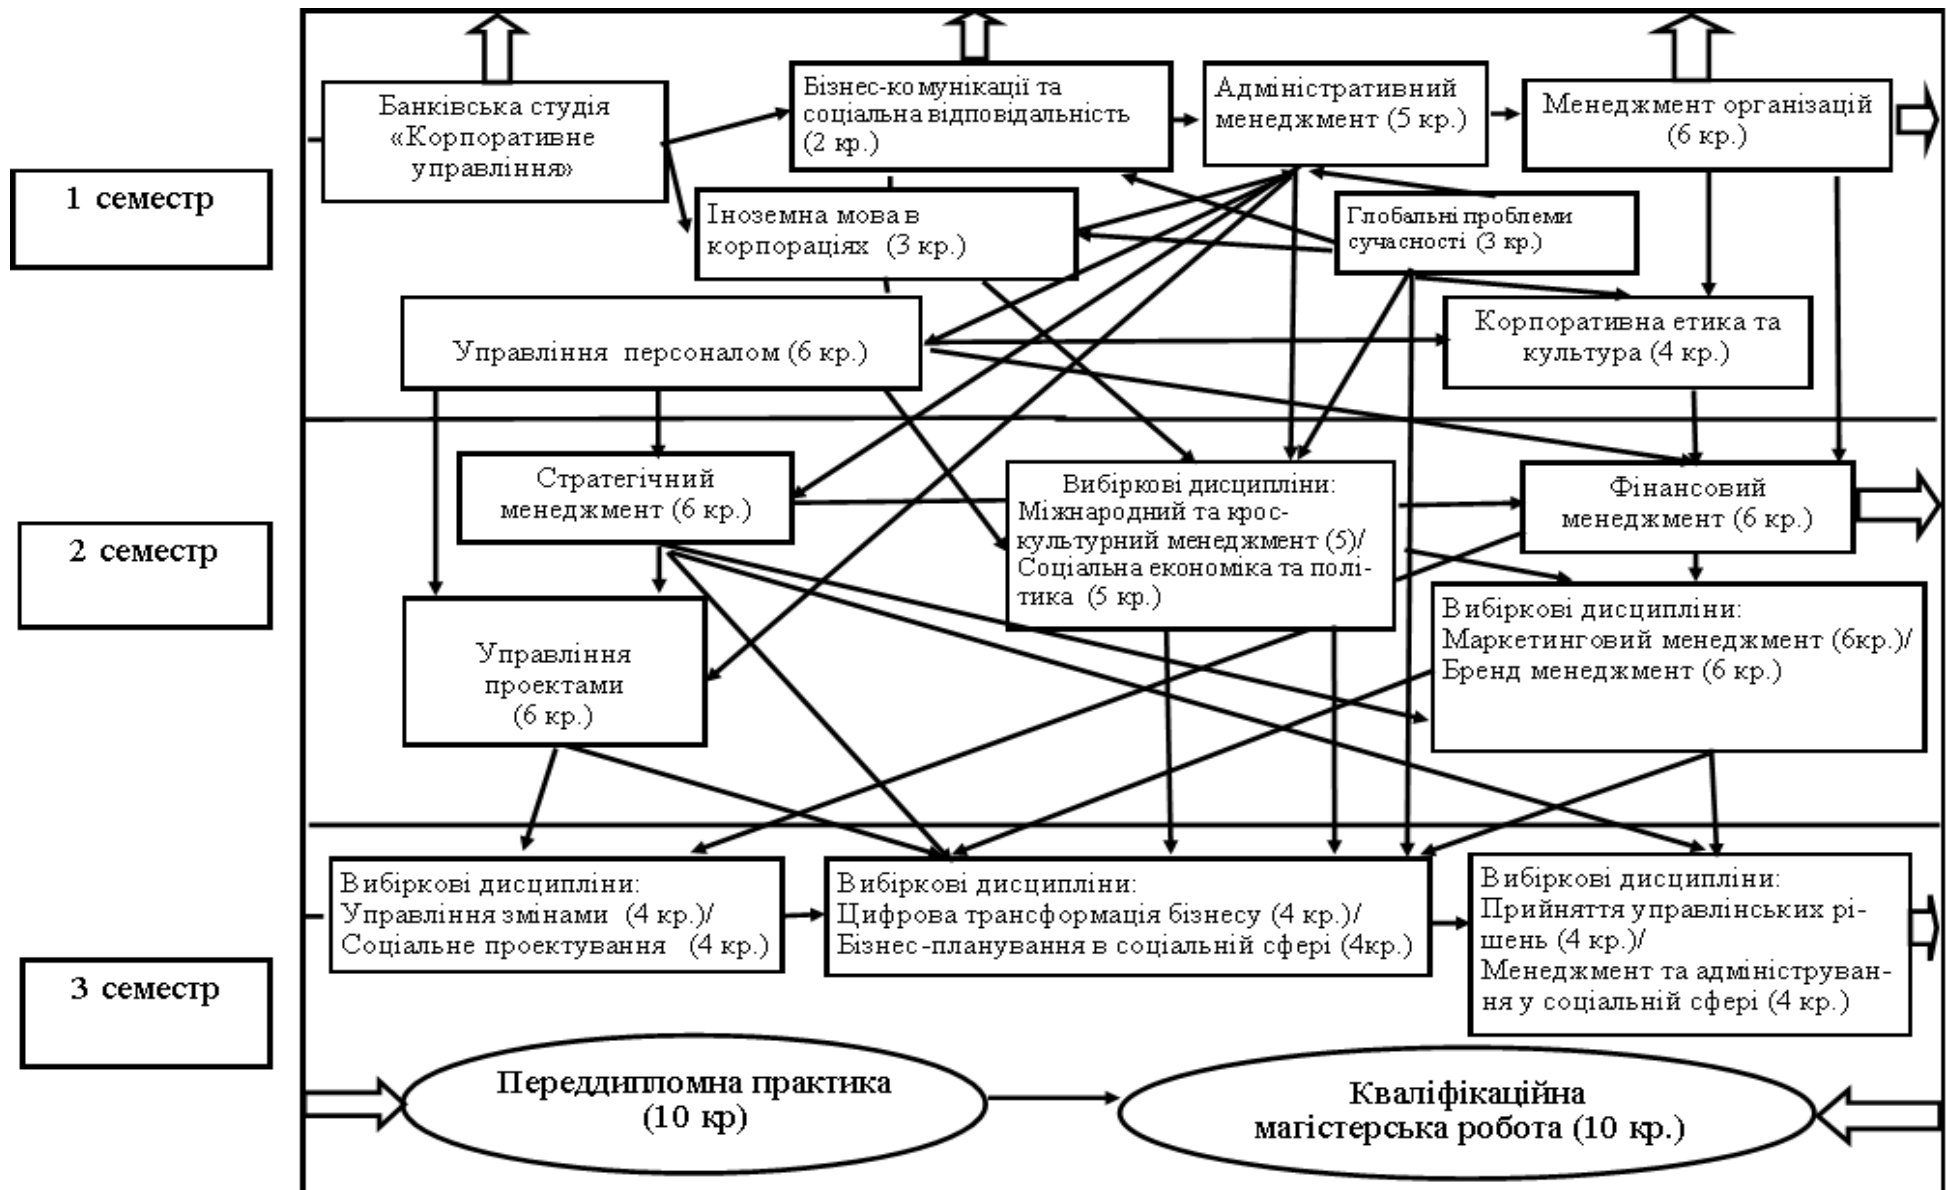 1 семестр
Банківська студія
«Корпоративне
управління»
Бізнес-комунікації та
соціальна відповідальність
(2 кр.)
Адміністративний
менеджмент (5 кр.)
Менеджмент організацій
(6 кр.)
Іноземна мова в
корпораціях (3 кр.)
Глобальні проблеми
сучасності (3 кр.)
Управління персоналом (6 кр.)
Корпоративна етика та
культура (4 кр.)
2 семестр
Стратегічний
менеджмент (6 кр.)
Вибіркові дисципліни:
Міжнародний та крос-
культурний менеджмент (5)/
Соціальна економіка та полі-
тика (5 кр.)
Фінансовий
менеджмент (6 кр.)
Управління
проектами
(6 кр.)
Вибіркові дисципліни:
Маркетинговий менеджмент (6кр.)/
Бренд менеджмент (6 кр.)
3 семестр
Вибіркові дисципліни:
Управління змінами (4 кр.)/
Соціальне проектування (4 кр.)
Вибіркові дисципліни:
Цифрова трансформація бізнесу (4 кр.)/
Бізнес-планування в соціальній сфері (4кр.)
Вибіркові дисципліни:
Прийняття управлінських рі-
шень (4 кр.)/
Менеджмент та адмініструван-
ня у соціальній сфері (4 кр.)
Переддипломна практика
(10 кр)
Кваліфікаційна
магістерська робота (10 кр.)